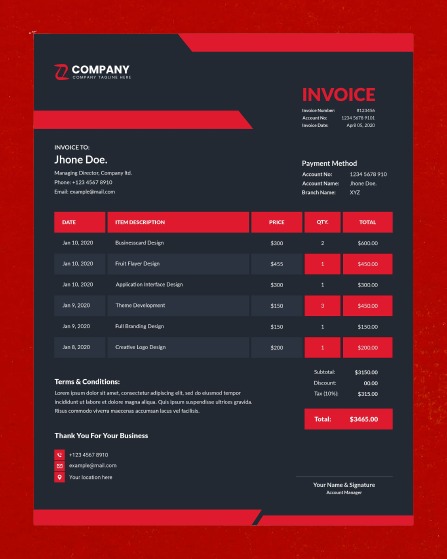 COMPANY
COMPANY TAGLINE HERE
INVOICE
Invoice Number: #123456
Account No: 1234 5678 9101
Invoice Date: April 05, 2020
INVOICE TO:
Jhone Doe.
Managing Director, Company ltd.
Phone: +123 4567 8910
Email: example@mail.com
Payment Method
Account No: 1234 5678 910
Account Name: Jhone Doe.
Branch Name: XYZ
DATE ITEM DESCRIPTION PRICE QTY. TOTAL
Jan 10, 2020 Businesscard Design $300 2 $600.00
Jan 10, 2020 Fruit Flayer Design $455 1 $450.00
Jan 10, 2020 Application Interface Design $300 1 $300.00
Jan 9, 2020 Theme Development $150 3 $450.00
Jan 9, 2020 Full Branding Design $150 1 $150.00
Jan 8, 2020 Creative Logo Design $200 1 $200.00
Subtotal: $3150.00
Discount: 00.00
Tax (10%): $315.00
Total: $3465.00
Terms & Conditions:
Lorem ipsum dolor sit amet, consectetur adipiscing elit, sed do eiusmod tempor
incididunt ut labore et dolore magna aliqua. Quis ipsum suspendisse ultrices gravida.
Risus commodo viverra maecenas accumsan lacus vel facilisis.
Thank You For Your Business
+123 4567 8910
example@mail.com
Your location here
Your Name & Signature
Account Manager